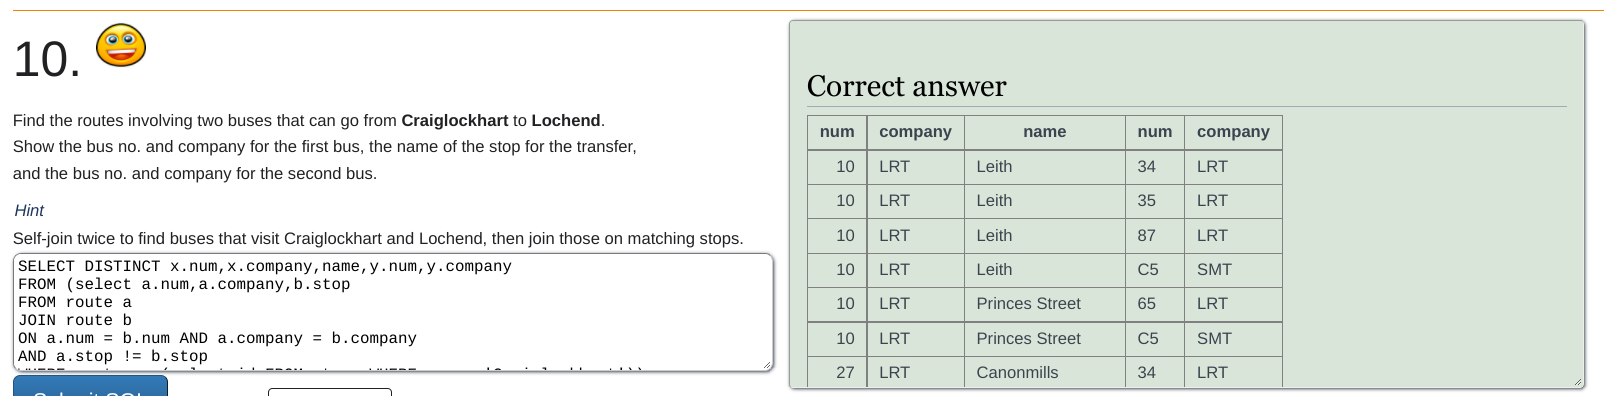 10.
Find the routes involving two buses that can go from Craiglockhart to Lochend.
Show the bus no. and company for the first bus, the name of the stop for the transfer,
and the bus no. and company for the second bus.
Hint
Self-join twice to find buses that visit Craiglockhart and Lochend, then join those on matching stops.
SELECT DISTINCT x.num,x.company,name,y.num,y.company
FROM (select a.num,a.company,b.stop
FROM route a
JOIN route b
ON a.num = b.num AND a.company = b.company
AND a.stop != b.stop
Correct answer
num company name num company
10 LRT Leith 34 LRT
10 LRT Leith 35 LRT
10 LRT Leith 87 LRT
10 LRT Leith C5 SMT
10 LRT Princes Street 65 LRT
10 LRT Princes Street C5 SMT
27 LRT Canonmills 34 LRT